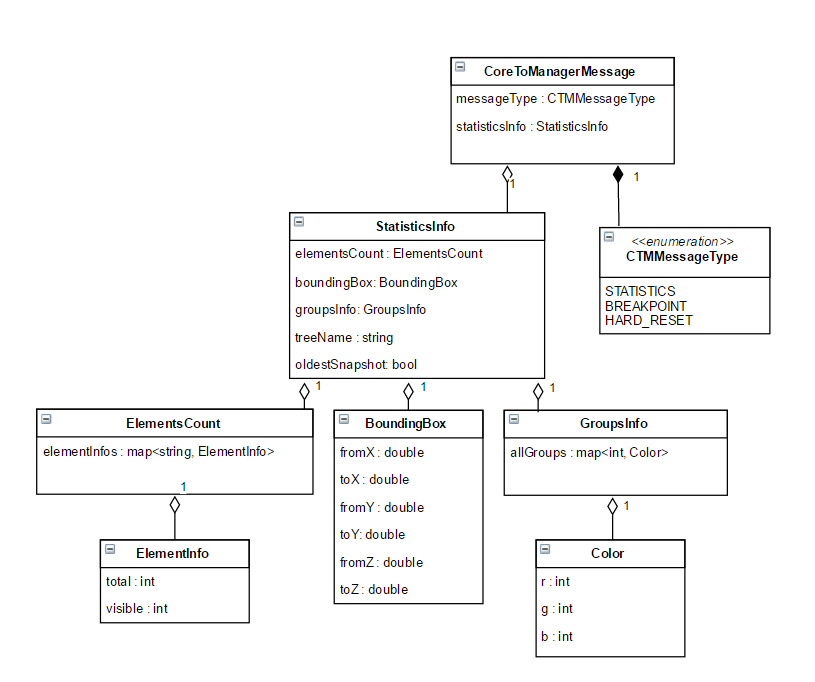 CoreToManagerMessage
messageType : CTMMessageType
statisticsInfo : StatisticsInfo
1
1
StatisticsInfo
elementsCount : ElementsCount
boundingBox: BoundingBox
groupsInfo: GroupsInfo
treeName : string
oldestSnapshot: bool
<<enumeration>>
CTMMessageType
STATISTICS
BREAKPOINT
HARD_RESET
1
1
1
ElementsCount
elementInfos : map<string, ElementInfo>
1
BoundingBox
fromX : double
toX : double
fromY : double
toY: double
fromZ : double
toZ : double
GroupsInfo
allGroups : map<int, Color>
1
ElementInfo
total : int
visible : int
Color
r : int
g : int
b : int